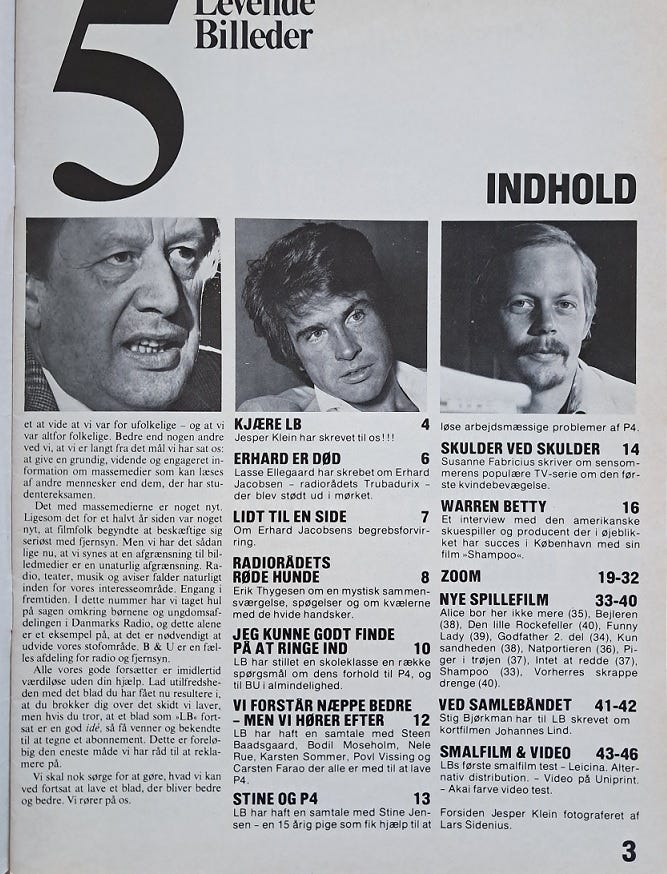 5
Levende
Billeder
INDHOLD
et at vide at vi var for ufolkelige – og at vi
var altfor folkelige. Bedre end nogen andre
ved vi, at vi er langt fra det mål vi har sat os:
at give en grundig, vidende og engageret in-
formation om massemedier som kan læses
af andre mennesker end dem, der har stu-
dentereksamen.
Det med massemedierne er noget nyt.
Ligesom det for et halvt år siden var noget
nyt, at filmfolk begyndte at beskæftige sig
seriøst med fjernsyn. Men vi har det sådan
lige nu, at vi synes at en afgrænsning til bil-
ledmedier er en unaturlig afgrænsning. Ra-
dio, teater, musik og aviser falder naturligt
inden for vores interesseområde. Engang i
fremtiden. I dette nummer har vi taget hul
på sagen omkring børnene og ungdomsaf-
delingen i Danmarks Radio, og dette alene
er et eksempel på, at det er nødvendigt at
udvide vores stofområde. B & U er en fæl-
les afdeling for radio og fjernsyn.
Alle vores gode forsætter er imidlertid
værdiløse uden din hjælp. Lad utilfredshe-
den med det blad du har fået nu resultere i,
at du brokker dig over det skidt vi laver,
men hvis du tror, at et blad som »LB« fort-
sat er en god idé, så få venner og bekendte
til at tegne et abonnement. Dette er foreløb-
ig den eneste måde vi har råd til at rekla-
mere på.
Vi skal nok sørge for at gøre, hvad vi kan
ved fortsat at lave et blad, der bliver bedre
og bedre. Vi rører på os.
KJÆRE LB 4
Jesper Klein har skrevet til os!!!
ERHARD ER DØD 6
Lasse Ellegaard har skrebet om Erhard
Jacobsen – radiorådets Trubadurix –
der blev stødt ud i mørket.
LIDT TIL EN SIDE 7
Om Erhard Jacobsens begrebsforvir-
ring.
RADIORÅDETS
RØDE HUNDE 8
Erik Thygesen om en mystisk sammen-
sværgelse, spøgelser og om kvælerne
med de hvide handsker.
JEG KUNNE GODT FINDE
PÅ AT RINGE IND 10
LB har stillet en skoleklasse en række
spørgsmål om dens forhold til P4, og
til BU i almindelighed.
VI FORSTÅR NÆPPE BEDRE
– MEN VI HØRER EFTER 12
LB har haft en samtale med Steen
Baadsgaard, Bodil Moseholm, Nele
Rue, Karsten Sommer, Povl Vissing og
Carsten Farao der alle er med til at lave
P4.
STINE OG P4 13
LB har haft en samtale med Stine Jen-
sen – en 15 årig pige som fik hjælp til at
løse arbejdsmæssige problemer af P4.
SKULDER VED SKULDER 14
Susanne Fabricius skriver om sensom-
merens populære TV-serie om den før-
ste kvindebevægelse.
WARREN BETTY 16
Et interview med den amerikanske
skuespiller og producent der i øjeblik-
ket har succes i København med sin
film »Shampoo«.
ZOOM 19-32
NYE SPILLEFILM 33-40
Alice bor her ikke mere (35), Bejleren
(38), Den lille Rockefeller (40), Funny
Lady (39), Godfather 2. del (34), Kun
sandheden (38), Natportieren (36), Pi-
ger i trøjen (37), Intet at redde (37),
Shampoo (33), Vorherres skrappe
drenge (40).
VED SAMLEBÅNDET 41-42
Stig Bjørkman har til LB skrevet om
kortfilmen Johannes Lind.
SMALFILM & VIDEO 43-46
LBs første smalfilm test – Leicina. Alter-
nativ distribution. – Video på Uniprint.
– Akai farve video test.
Forsiden Jesper Klein fotograferet af
Lars Sidenius.
3